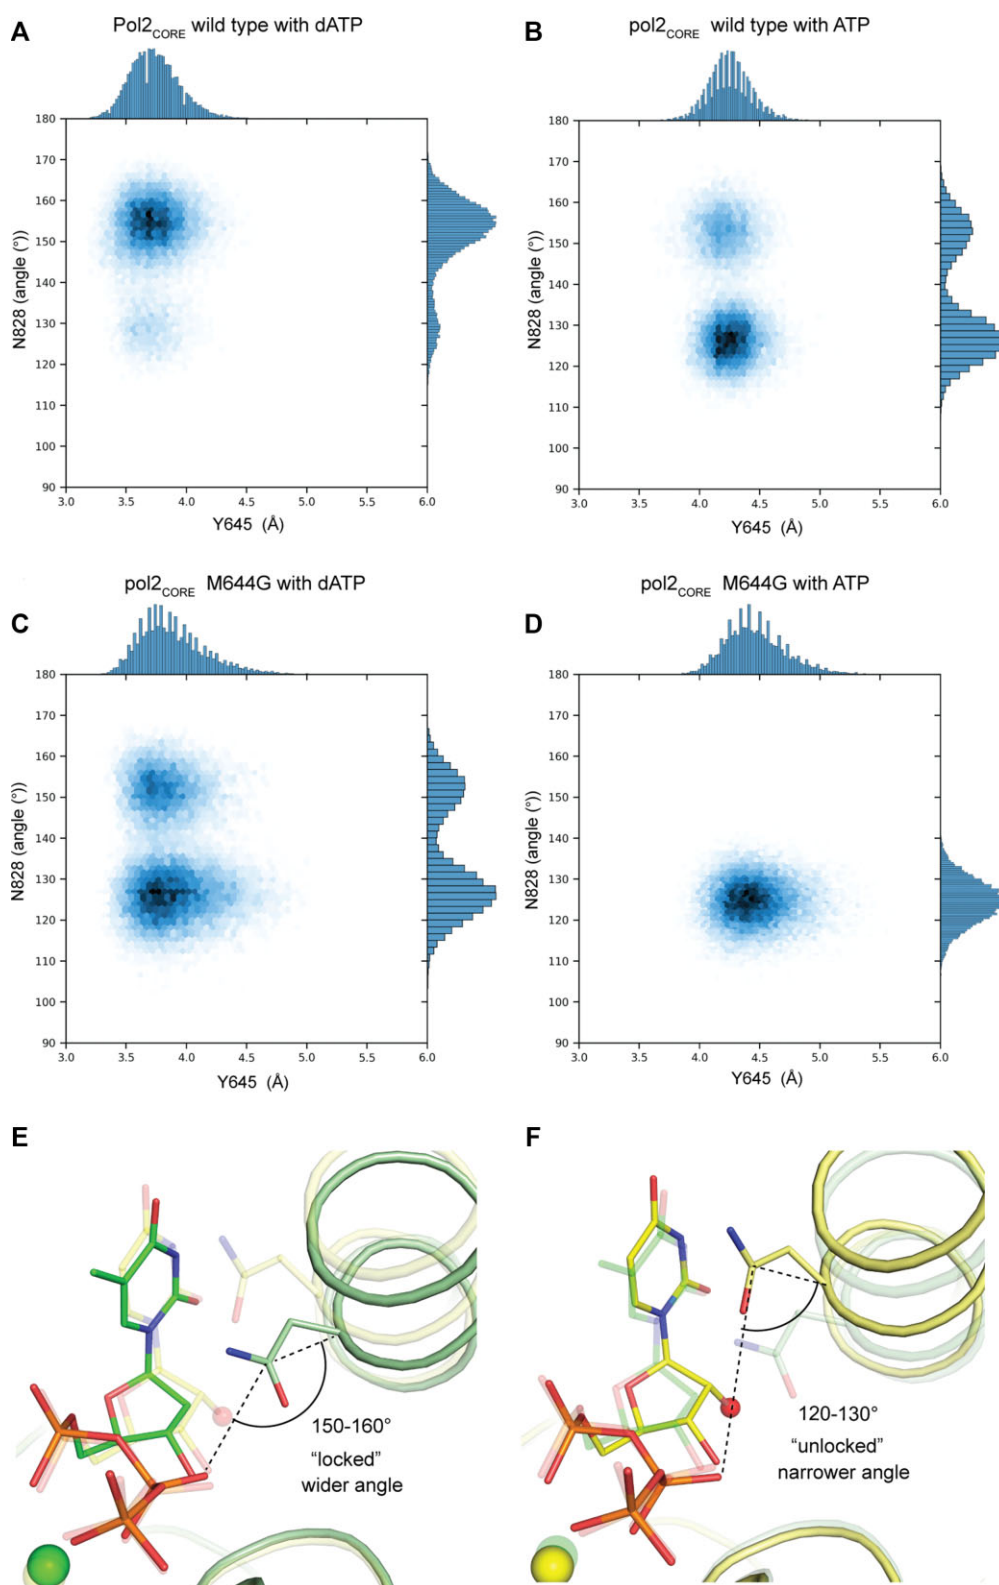 A
Pol2CORE wild type with dATP
180
170
160
150
140
130
120
110
100
90
N828 (angle (°))
3.0 3.5 4.0 4.5 5.0 5.5 6.0
Y645 (Å)
B
pol2CORE wild type with ATP
180
170
160
150
140
130
120
110
100
90
N828 (angle (°))
3.0 3.5 4.0 4.5 5.0 5.5 6.0
Y645 (Å)
C
pol2CORE M644G with dATP
180
170
160
150
140
130
120
110
100
90
N828 (angle (°))
3.0 3.5 4.0 4.5 5.0 5.5 6.0
Y645 (Å)
D
pol2CORE M644G with ATP
180
170
160
150
140
130
120
110
100
90
N828 (angle (°))
3.0 3.5 4.0 4.5 5.0 5.5 6.0
Y645 (Å)
E
150-160°
“locked”
wider angle
F
120-130°
“unlocked”
narrower angle